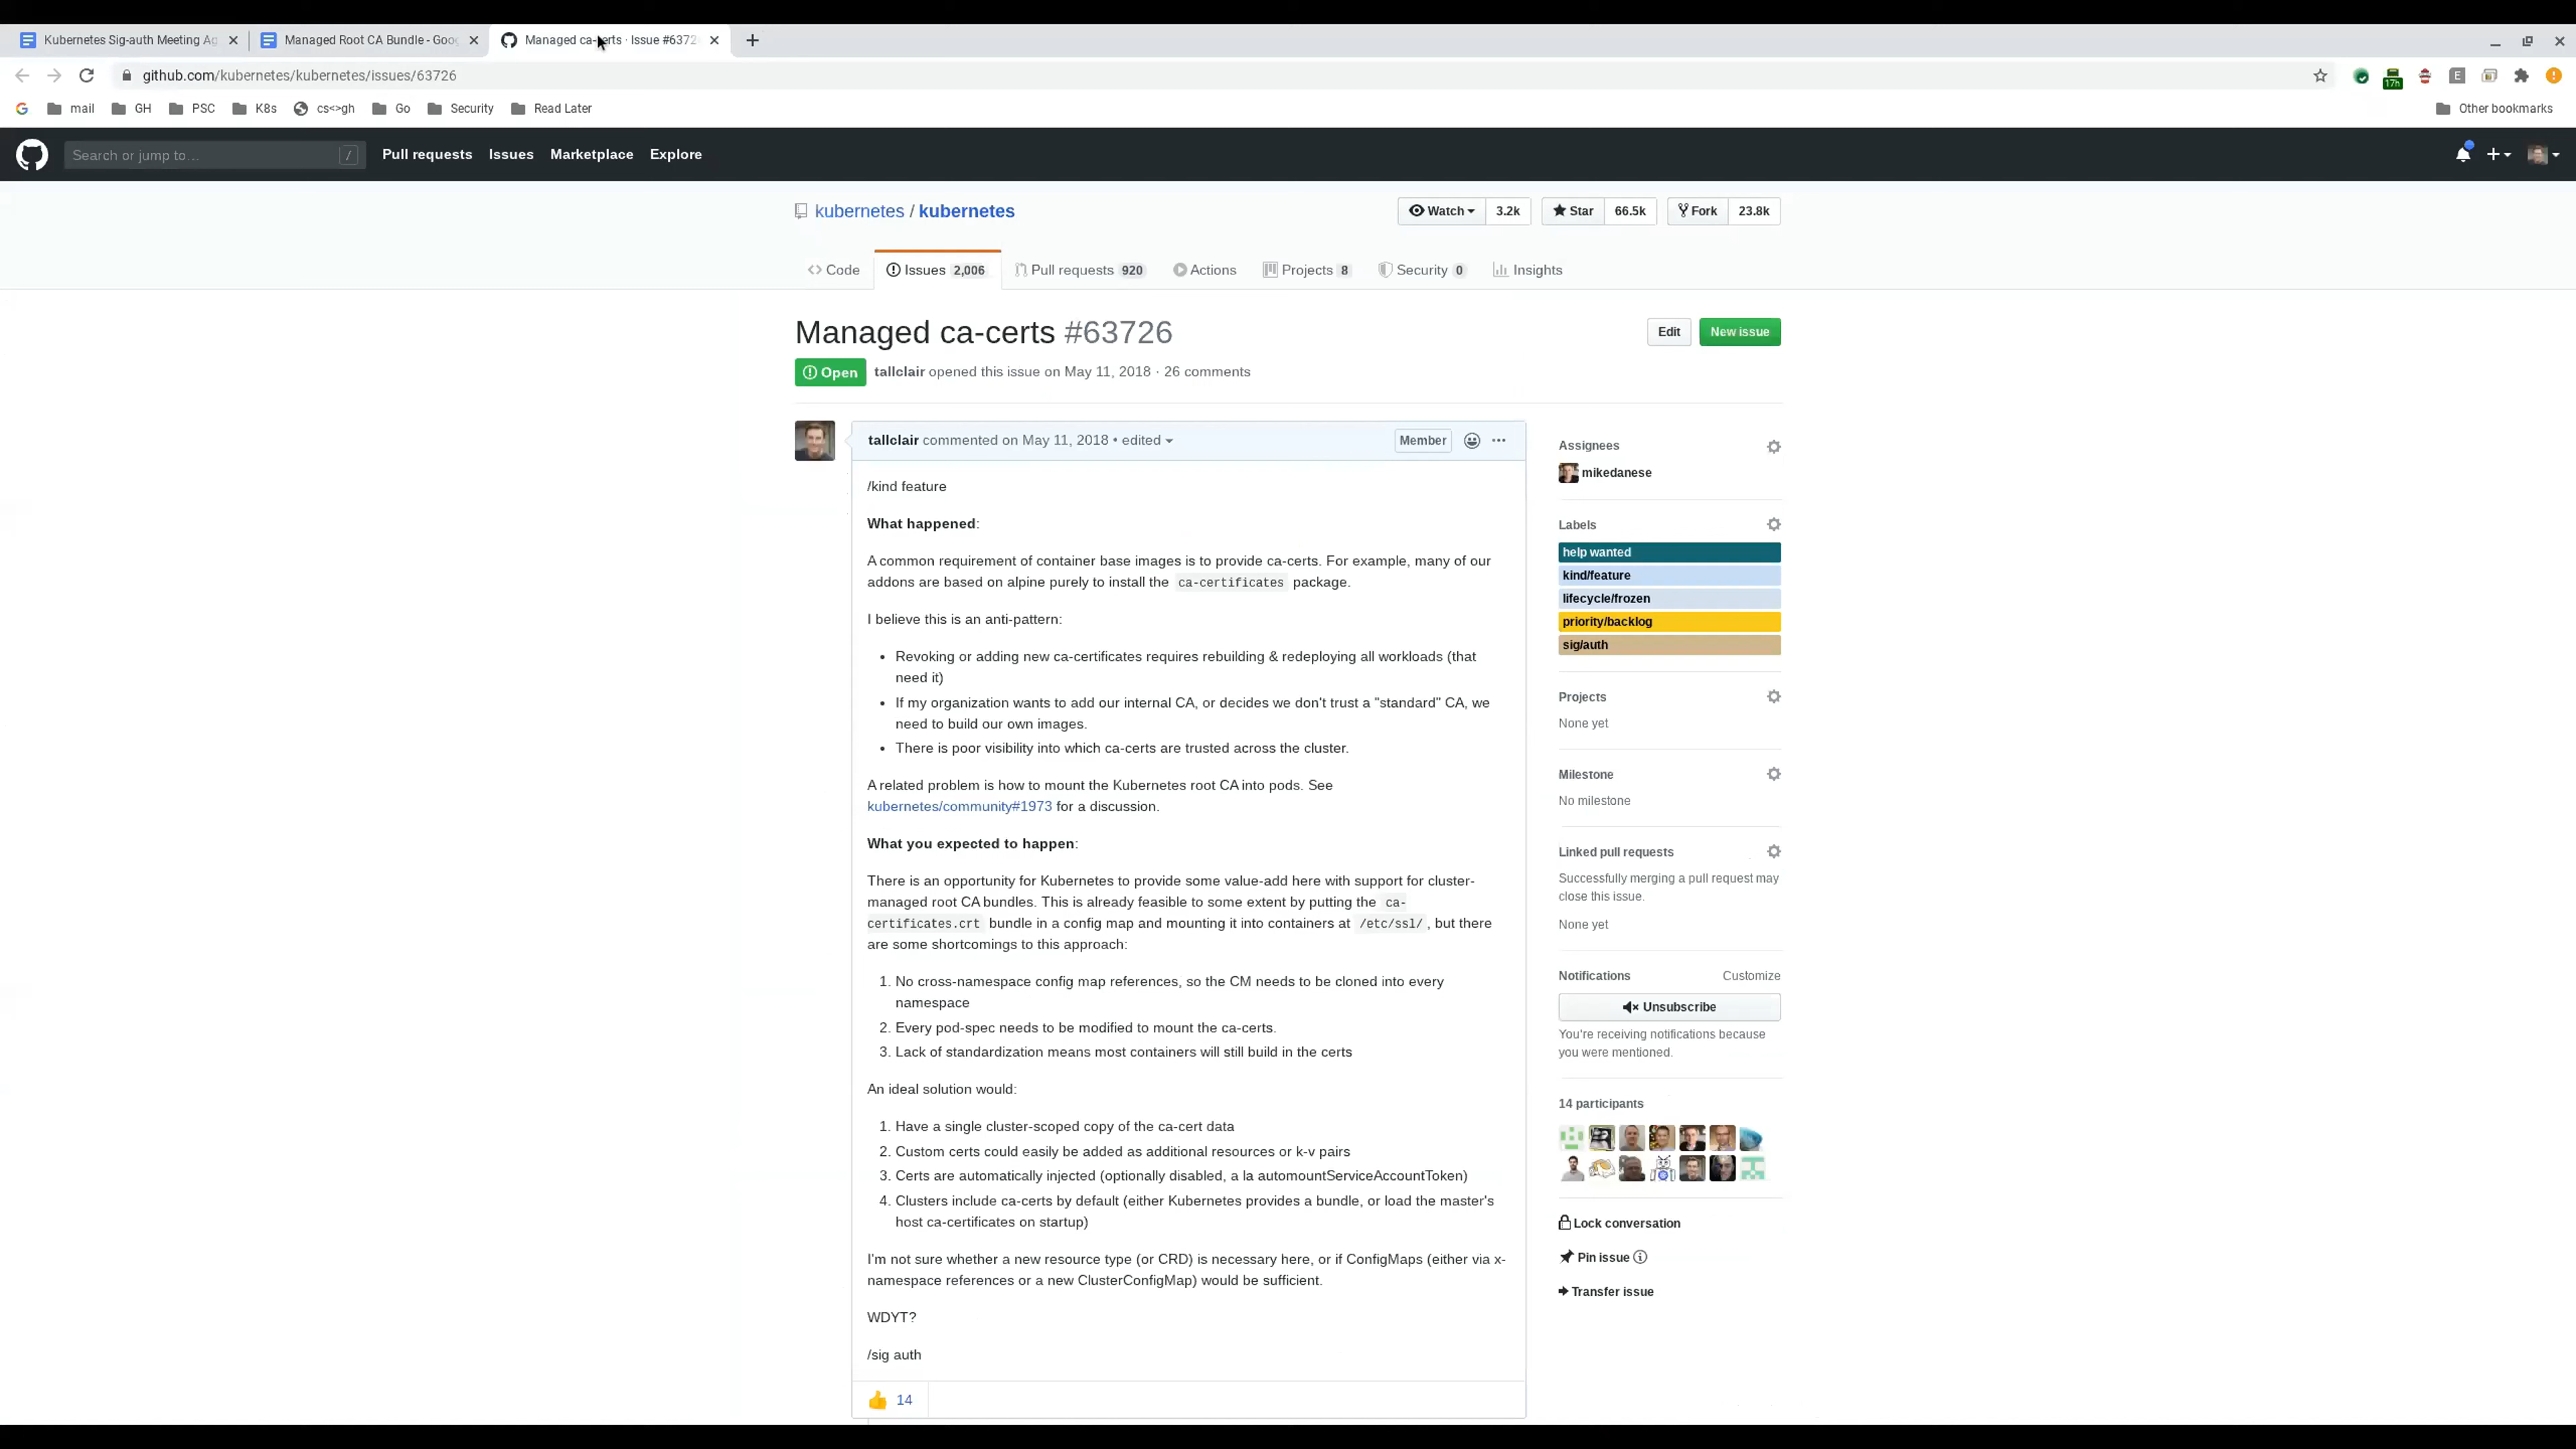 Kubernetes Sig-auth Meeting Ag
Managed Root CA Bundle - Goog
Managed ca-certs · Issue #6372
github.com/kubernetes/kubernetes/issues/63726
17h
E
mail
GH
PSC
K8s
cs<>gh
Go
Security
Read Later
Other bookmarks
Search or jump to…
/
Pull requests
Issues
Marketplace
Explore
kubernetes / kubernetes
Watch 3.2k
Star 66.5k
Fork 23.8k
Code
Issues 2,006
Pull requests 920
Actions
Projects 8
Security 0
Insights
Managed ca-certs #63726
Edit
New issue
Open
tallclair opened this issue on May 11, 2018 · 26 comments
tallclair commented on May 11, 2018 • edited
Member
/kind feature
What happened:
A common requirement of container base images is to provide ca-certs. For example, many of our
addons are based on alpine purely to install the ca-certificates package.
I believe this is an anti-pattern:
• Revoking or adding new ca-certificates requires rebuilding & redeploying all workloads (that
need it)
• If my organization wants to add our internal CA, or decides we don't trust a "standard" CA, we
need to build our own images.
• There is poor visibility into which ca-certs are trusted across the cluster.
A related problem is how to mount the Kubernetes root CA into pods. See
kubernetes/community#1973 for a discussion.
What you expected to happen:
There is an opportunity for Kubernetes to provide some value-add here with support for cluster-
managed root CA bundles. This is already feasible to some extent by putting the ca-
certificates.crt bundle in a config map and mounting it into containers at /etc/ssl/ , but there
are some shortcomings to this approach:
1. No cross-namespace config map references, so the CM needs to be cloned into every
namespace
2. Every pod-spec needs to be modified to mount the ca-certs.
3. Lack of standardization means most containers will still build in the certs
An ideal solution would:
1. Have a single cluster-scoped copy of the ca-cert data
2. Custom certs could easily be added as additional resources or k-v pairs
3. Certs are automatically injected (optionally disabled, a la automountServiceAccountToken)
4. Clusters include ca-certs by default (either Kubernetes provides a bundle, or load the master's
host ca-certificates on startup)
I'm not sure whether a new resource type (or CRD) is necessary here, or if ConfigMaps (either via x-
namespace references or a new ClusterConfigMap) would be sufficient.
WDYT?
/sig auth
👍 14
Assignees
mikedanese
Labels
help wanted
kind/feature
lifecycle/frozen
priority/backlog
sig/auth
Projects
None yet
Milestone
No milestone
Linked pull requests
Successfully merging a pull request may
close this issue.
None yet
Notifications
Customize
Unsubscribe
You're receiving notifications because
you were mentioned.
14 participants
Lock conversation
Pin issue
Transfer issue